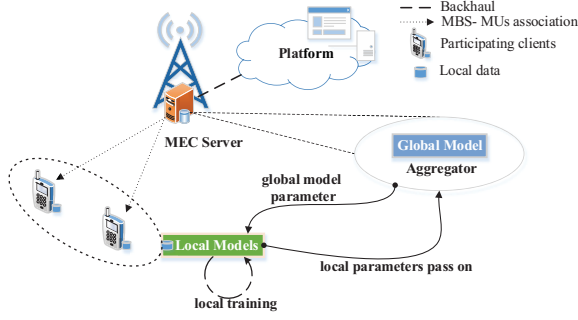 Backhaul
MBS- MUs association
Participating clients
Local data
Platform
MEC Server
Global Model
Aggregator
global model
parameter
Local Models
local parameters pass on
local training